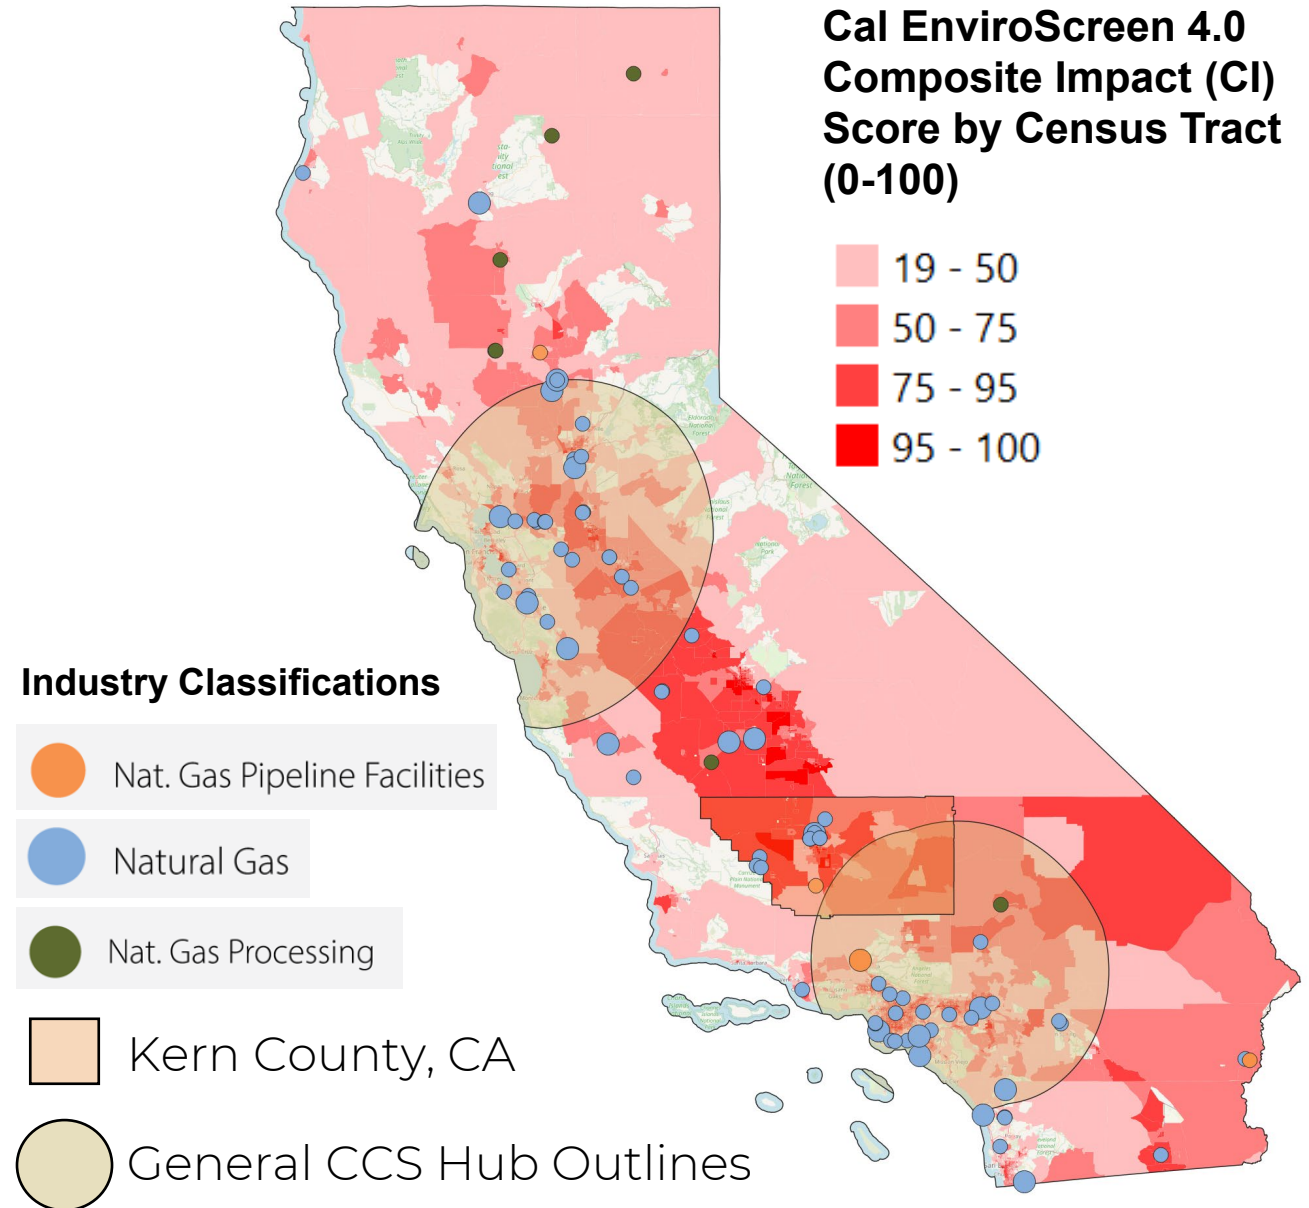 Cal EnviroScreen 4.0
Composite Impact (CI)
Score by Census Tract
(0-100)
19 - 50
50 - 75
75 - 95
95 - 100
Industry Classifications
Nat. Gas Pipeline Facilities
Natural Gas
Nat. Gas Processing
Kern County, CA
General CCS Hub Outlines